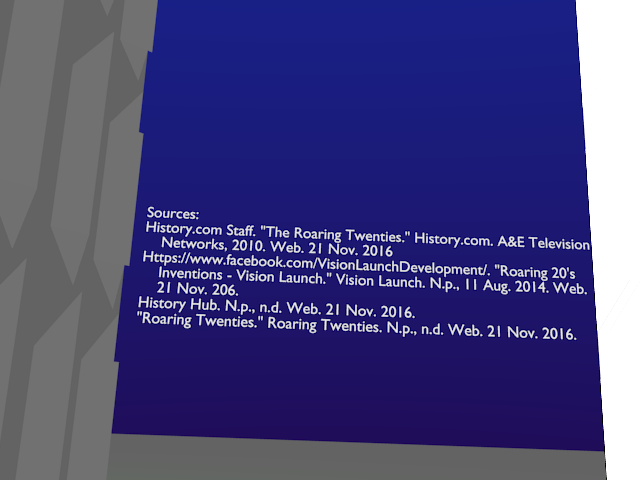 Sources:
History.com Staff. "The Roaring Twenties." History.com. A&E Television
Networks, 2010. Web. 21 Nov. 2016
Https://www.facebook.com/VisionLaunchDevelopment/. "Roaring 20's
Inventions - Vision Launch." Vision Launch. N.p., 11 Aug. 2014. Web.
21 Nov. 206.
History Hub. N.p., n.d. Web. 21 Nov. 2016.
"Roaring Twenties." Roaring Twenties. N.p., n.d. Web. 21 Nov. 2016.